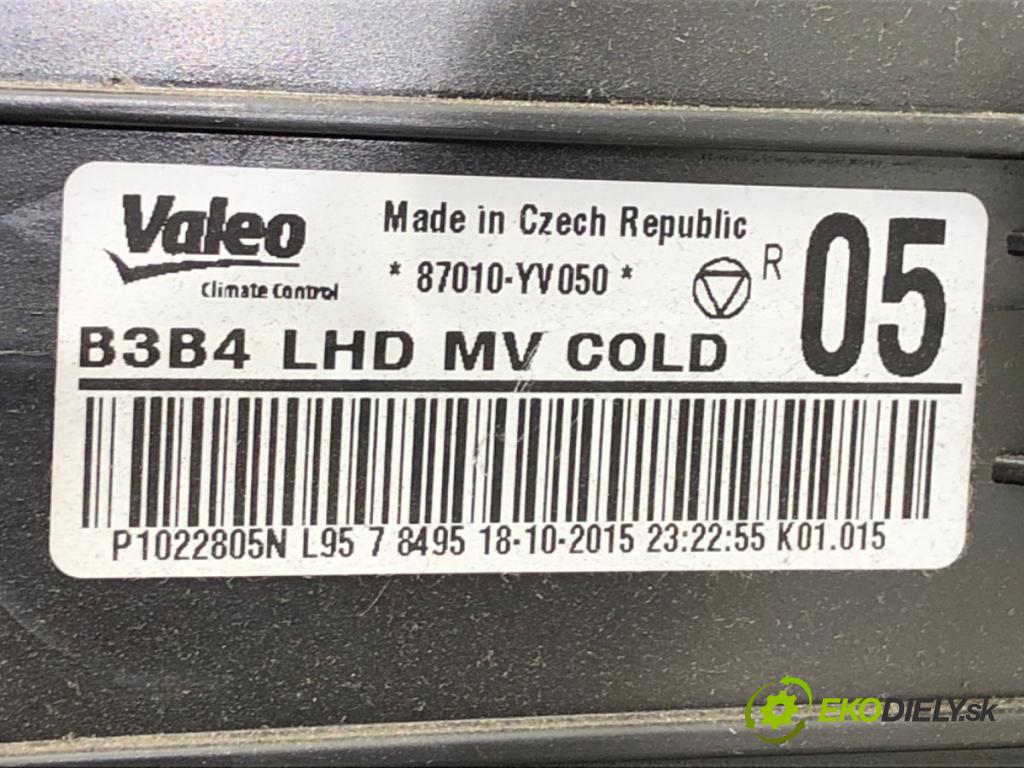 Valeo
Climate Control
Made in Czech Republic
* 87010-YV050 *
R
05
B3B4 LHD MV COLD
P1022805N L95 7 8495 18-10-2015 23:22:55 K01.015
EKODIELY.sk